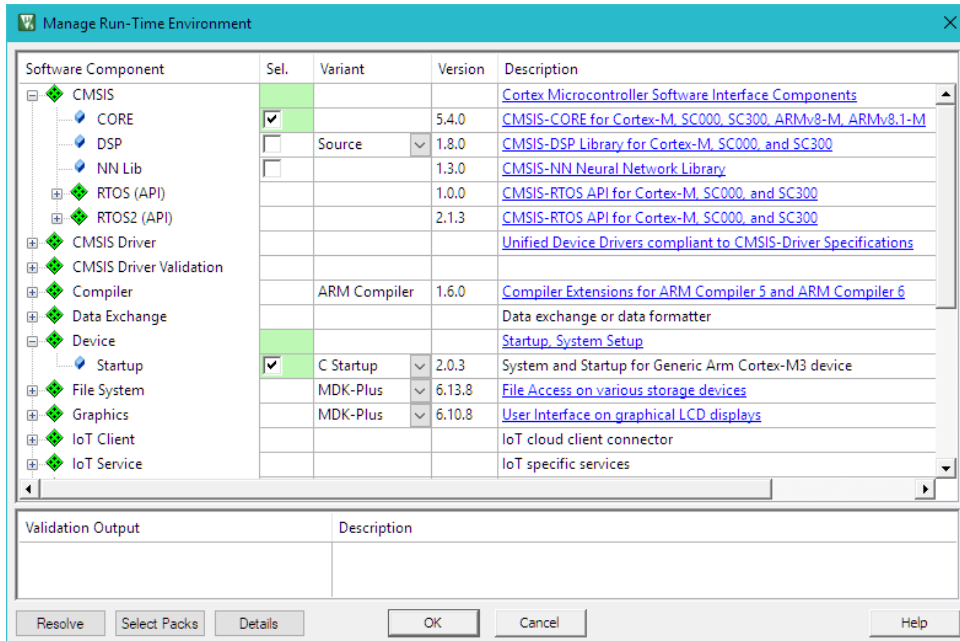 Manage Run-Time Environment
Software Component Sel. Variant Version Description
CMSIS Cortex Microcontroller Software Interface Components
CORE 5.4.0 CMSIS-CORE for Cortex-M, SC000, SC300, ARMv8-M, ARMv8.1-M
DSP Source 1.8.0 CMSIS-DSP Library for Cortex-M, SC000, and SC300
NN Lib 1.3.0 CMSIS-NN Neural Network Library
RTOS (API) 1.0.0 CMSIS-RTOS API for Cortex-M, SC000, and SC300
RTOS2 (API) 2.1.3 CMSIS-RTOS API for Cortex-M, SC000, and SC300
CMSIS Driver Unified Device Drivers compliant to CMSIS-Driver Specifications
CMSIS Driver Validation
Compiler ARM Compiler 1.6.0 Compiler Extensions for ARM Compiler 5 and ARM Compiler 6
Data Exchange Data exchange or data formatter
Device Startup, System Setup
Startup C Startup 2.0.3 System and Startup for Generic Arm Cortex-M3 device
File System MDK-Plus 6.13.8 File Access on various storage devices
Graphics MDK-Plus 6.10.8 User Interface on graphical LCD displays
IoT Client IoT cloud client connector
IoT Service IoT specific services
Validation Output Description
Resolve Select Packs Details OK Cancel Help